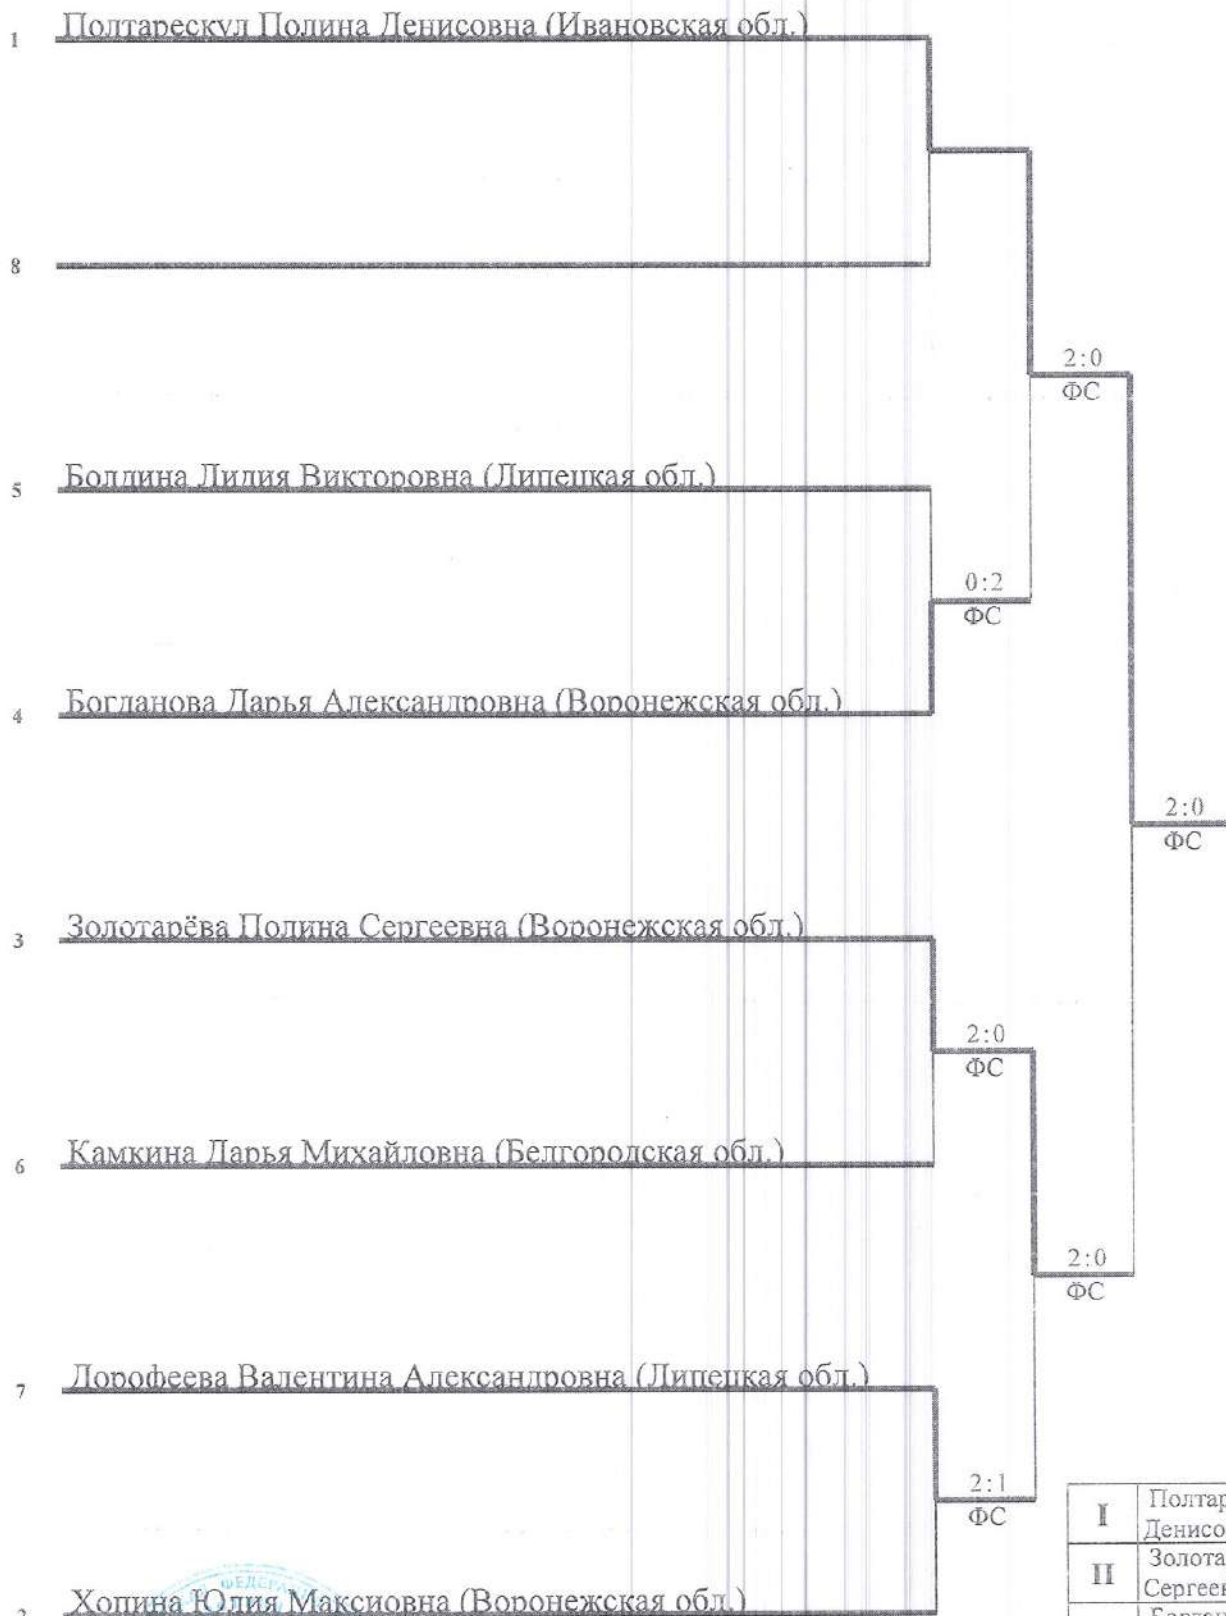 1 Полтарескул Полина Денисовна (Ивановская обл.)
8
2:0
ФС
5 Болдина Лидия Викторовна (Липецкая обл.)
0:2
ФС
4 Богданова Дарья Александровна (Воронежская обл.)
2:0
ФС
3 Золотарёва Полина Сергеевна (Воронежская обл.)
2:0
ФС
6 Камкина Дарья Михайловна (Белгородская обл.)
2:0
ФС
7 Дорофеева Валентина Александровна (Липецкая обл.)
2:1
ФС
I Полтар
Денисо
II Золота
Сергеев
Хопина Юлия Максиовна (Воронежская обл.)